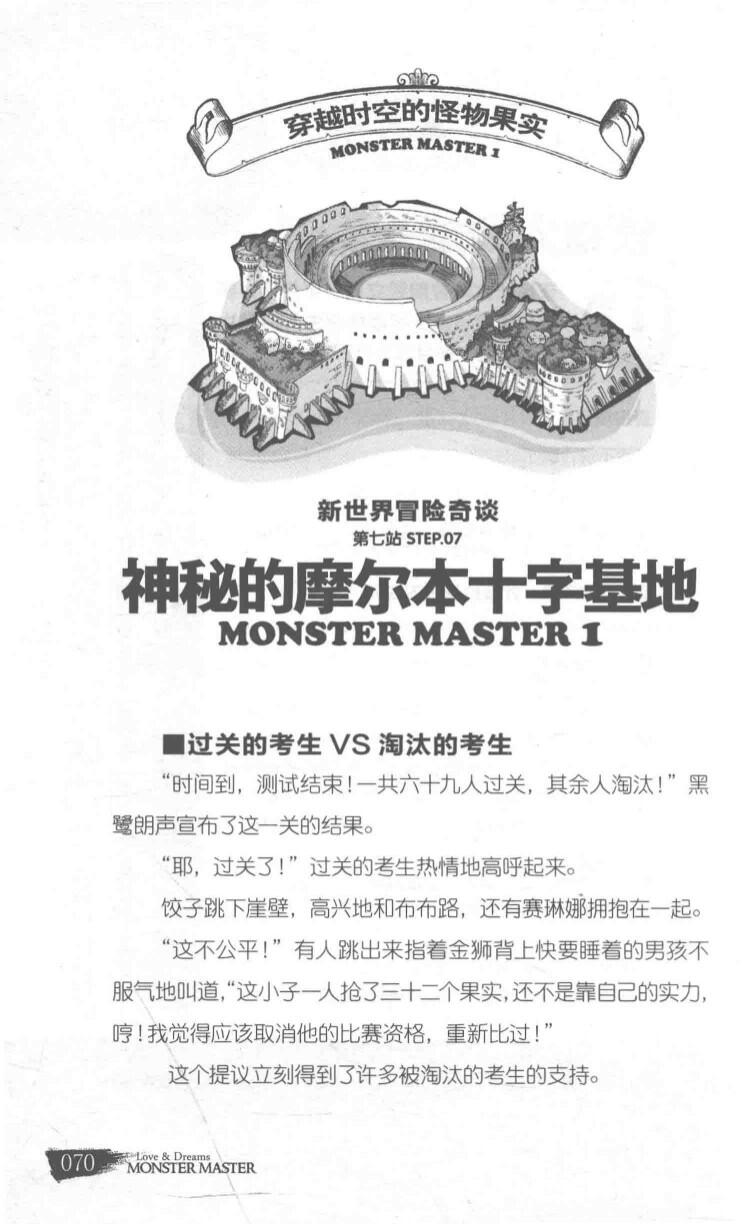 穿越时空的怪物果实
MONSTER MASTER 1
新世界冒险奇谈
第七站 STEP.07
神秘的摩尔本十字基地
MONSTER MASTER 1
■过关的考生 VS 淘汰的考生
“时间到，测试结束！一共六十九人过关，其余人淘汰！”黑
鹭朗声宣布了这一关的结果。
“耶，过关了！”过关的考生热情地高呼起来。
饺子跳下崖壁，高兴地和布布路，还有赛琳娜拥抱在一起。
“这不公平！”有人跳出来指着金狮背上快要睡着的男孩不
服气地叫道，“这小子一人抢了三十二个果实，还不是靠自己的实力，
哼！我觉得应该取消他的比赛资格，重新比过！”
这个提议立刻得到了许多被淘汰的考生的支持。
070
Love & Dreams
MONSTER MASTER